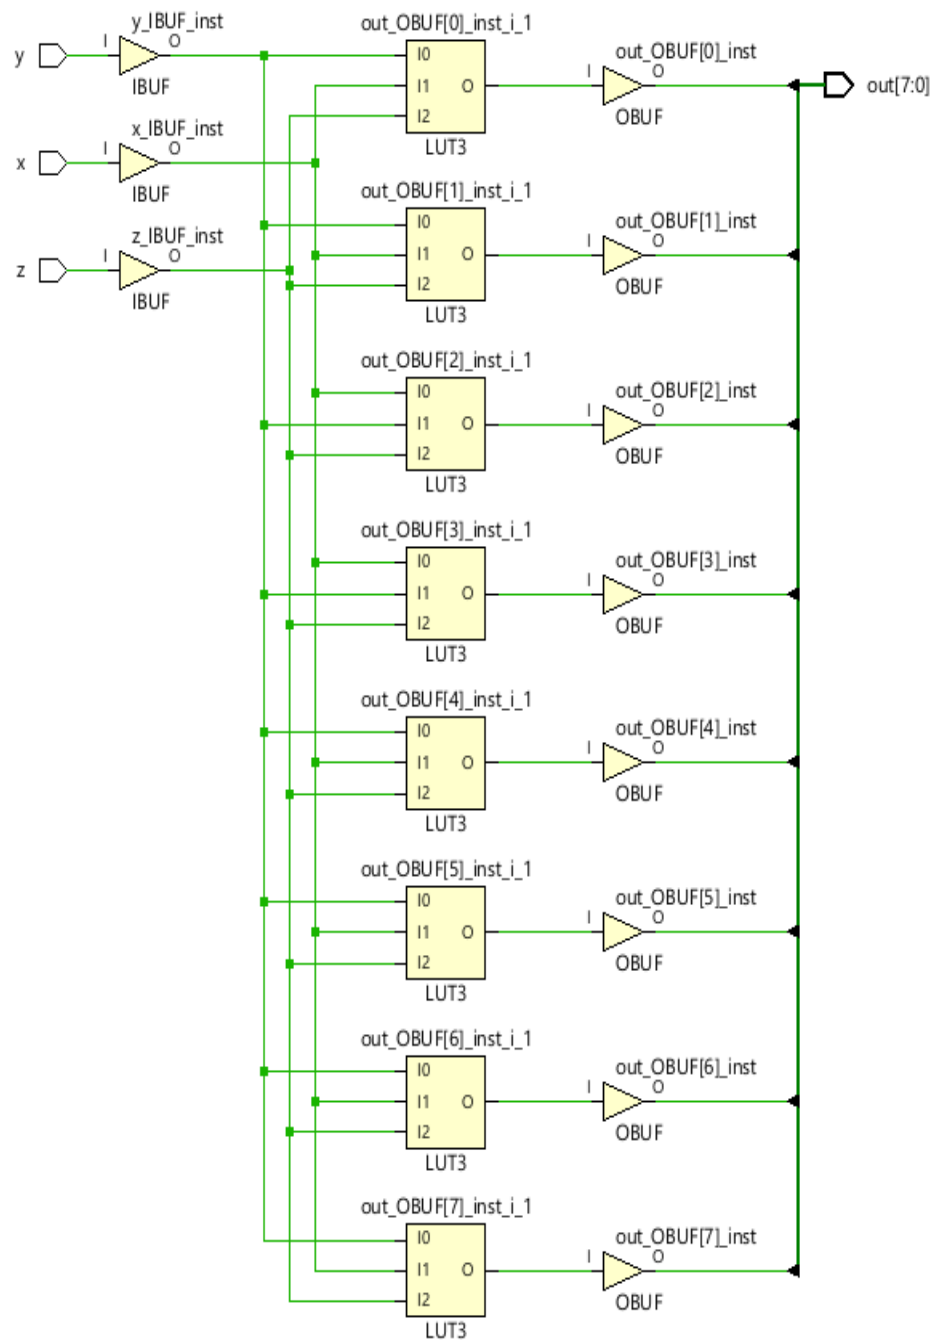 y
I
y_IBUF_inst
O
IBUF
x
I
x_IBUF_inst
O
IBUF
z
I
z_IBUF_inst
O
IBUF
out_OBUF[0]_inst_i_1
I0
I1
I2
O
LUT3
out_OBUF[0]_inst
I
O
OBUF
out[7:0]
out_OBUF[1]_inst_i_1
I0
I1
I2
O
LUT3
out_OBUF[1]_inst
I
O
OBUF
out_OBUF[2]_inst_i_1
I0
I1
I2
O
LUT3
out_OBUF[2]_inst
I
O
OBUF
out_OBUF[3]_inst_i_1
I0
I1
I2
O
LUT3
out_OBUF[3]_inst
I
O
OBUF
out_OBUF[4]_inst_i_1
I0
I1
I2
O
LUT3
out_OBUF[4]_inst
I
O
OBUF
out_OBUF[5]_inst_i_1
I0
I1
I2
O
LUT3
out_OBUF[5]_inst
I
O
OBUF
out_OBUF[6]_inst_i_1
I0
I1
I2
O
LUT3
out_OBUF[6]_inst
I
O
OBUF
out_OBUF[7]_inst_i_1
I0
I1
I2
O
LUT3
out_OBUF[7]_inst
I
O
OBUF